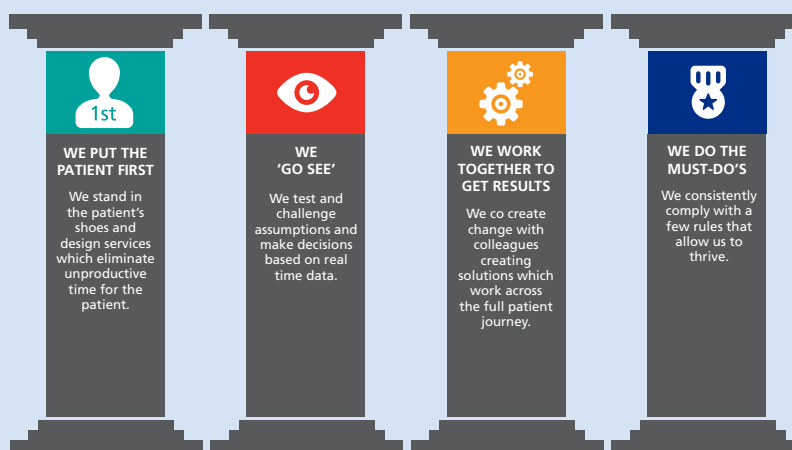 1st
WE PUT THE
PATIENT FIRST
We stand in
the patient’s
shoes and
design services
which eliminate
unproductive
time for the
patient.
WE
‘GO SEE’
We test and
challenge
assumptions and
make decisions
based on real
time data.
WE WORK
TOGETHER TO
GET RESULTS
We co create
change with
colleagues
creating
solutions which
work across
the full patient
journey.
WE DO THE
MUST-DO’S
We consistently
comply with a
few rules that
allow us to
thrive.